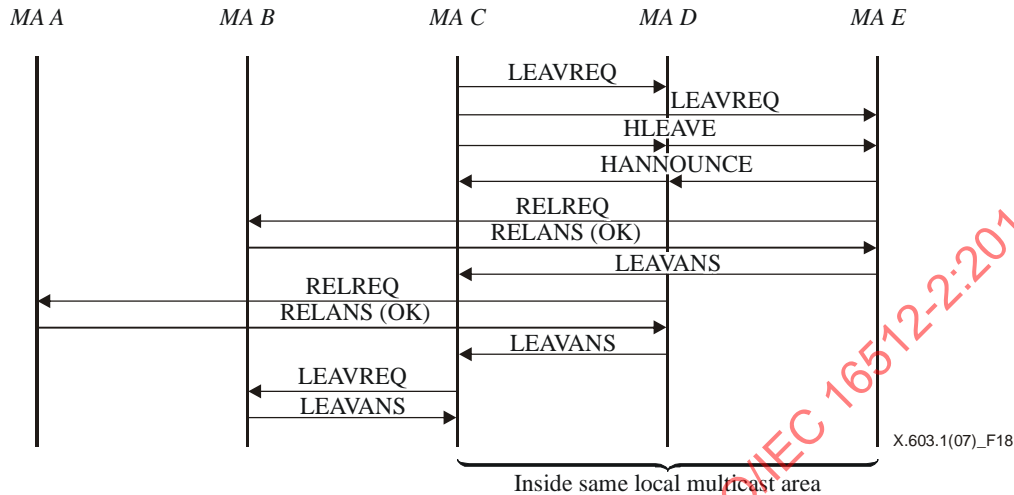 MA A MA B MA C MA D MA E
LEAVREQ
LEAVREQ
HLEAVE
HANNOUNCE
RELREQ
RELANS (OK)
LEAVANS
RELREQ
RELANS (OK)
LEAVANS
LEAVREQ
LEAVANS
X.603.1(07)_F18
Inside same local multicast area
/IEC 16512-2:201